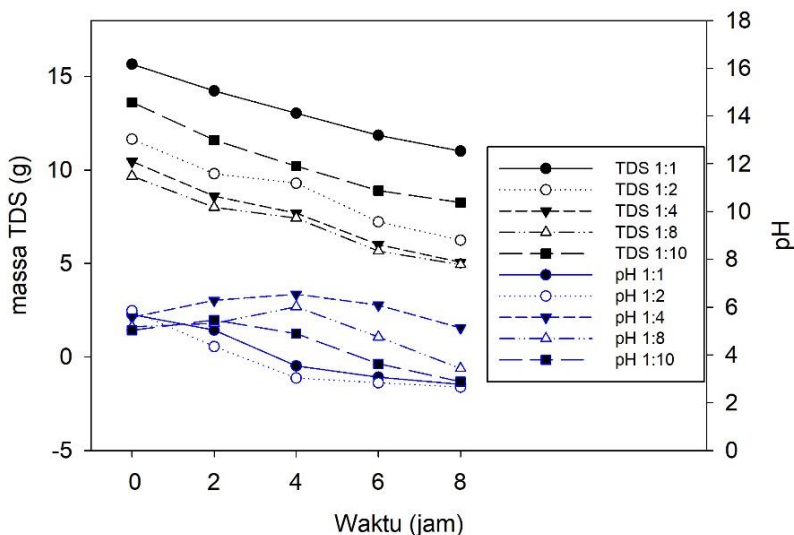 massa TDS (g)
15
10
5
0
-5
18
16
14
12
10
8
6
4
2
0
pH
TDS 1:1
TDS 1:2
TDS 1:4
TDS 1:8
TDS 1:10
pH 1:1
pH 1:2
pH 1:4
pH 1:8
pH 1:10
0 2 4 6 8
Waktu (jam)